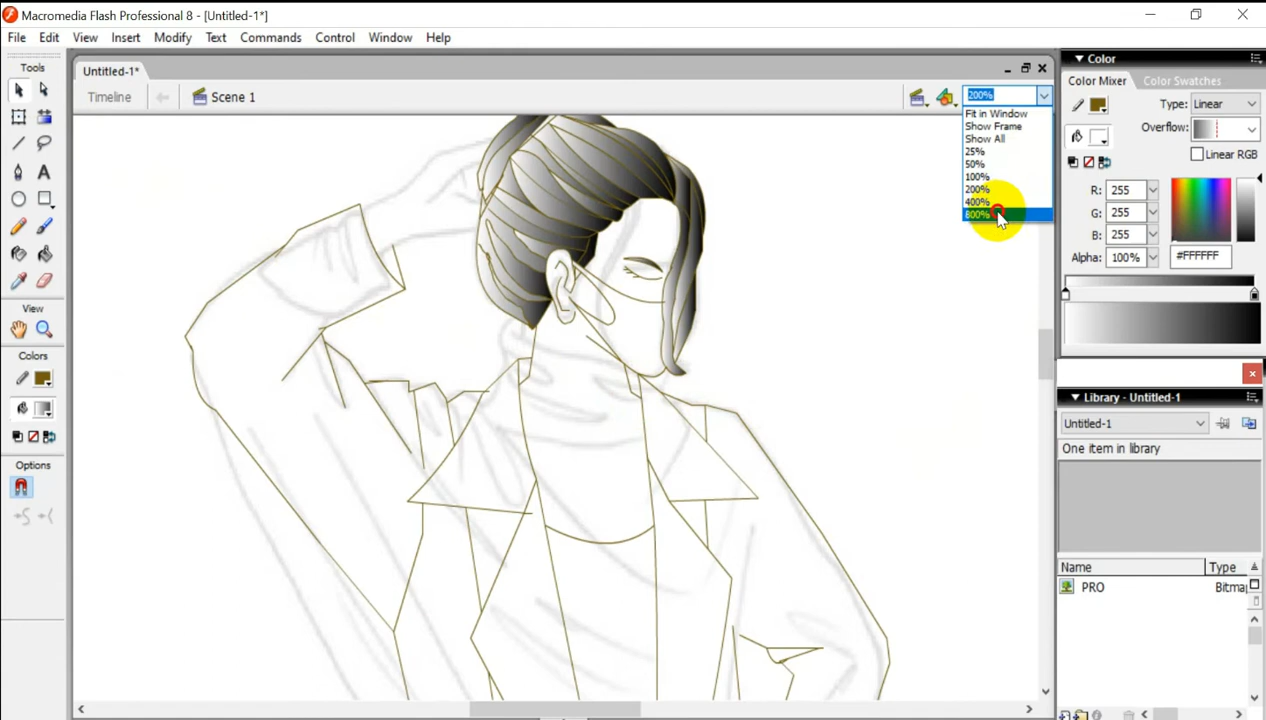 Macromedia Flash Professional 8 - [Untitled-1*]
File Edit View Insert Modify Text Commands Control Window Help
Tools
View
Colors
Options
Untitled-1*
Timeline
Scene 1
200%
Fit in Window
Show Frame
Show All
25%
50%
100%
200%
400%
800%
Color
Color Mixer Color Swatches
Type: Linear
Overflow:
Linear RGB
R: 255
G: 255
B: 255
Alpha: 100% #FFFFFF
Library - Untitled-1
Untitled-1
One item in library
Name Type
PRO Bitma